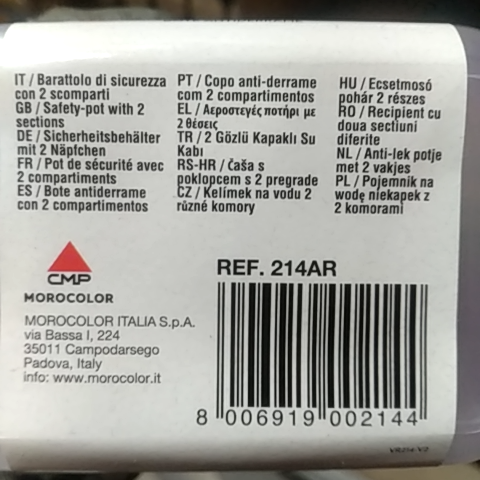 IT / Barattolo di sicurezza
con 2 scomparti
GB / Safety-pot with 2
sections
DE / Sicherheitsbehälter
mit 2 Näpfchen
FR / Pot de sécurité avec
2 compartiments
ES / Bote antiderrame
con 2 compartimentos
PT / Copo anti-derrame
com 2 compartimentos
EL / Αεροστεγές ποτήρι με
2 θέσεις
TR / 2 Gözlü Kapaklı Su
Kabı
RS-HR / Čaša s
poklopcem s 2 pregrade
CZ / Kelímek na vodu 2
různé komory
HU / Ecsetmosó
pohár 2 részes
RO / Recipient cu
doua sectiuni
diferite
NL / Anti-lek potje
met 2 vakjes
PL / Pojemnik na
wodę niekapek z
2 komorami
CMP
MOROCOLOR
MOROCOLOR ITALIA S.p.A.
via Bassa I, 224
35011 Campodarsego
Padova, Italy
info: www.morocolor.it
REF. 214AR
8 006919 002144